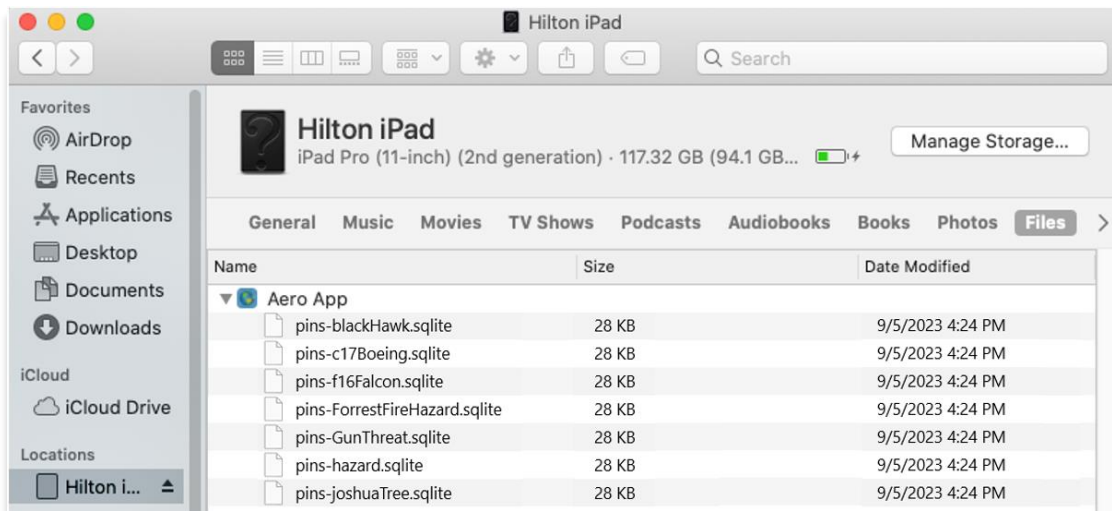 Hilton iPad
Search
Favorites
AirDrop
Recents
Applications
Desktop
Documents
Downloads
iCloud
iCloud Drive
Locations
Hilton i...
Hilton iPad
iPad Pro (11-inch) (2nd generation) · 117.32 GB (94.1 GB...
Manage Storage...
General Music Movies TV Shows Podcasts Audiobooks Books Photos Files
Name Size Date Modified
Aero App
pins-blackHawk.sqlite 28 KB 9/5/2023 4:24 PM
pins-c17Boeing.sqlite 28 KB 9/5/2023 4:24 PM
pins-f16Falcon.sqlite 28 KB 9/5/2023 4:24 PM
pins-ForrestFireHazard.sqlite 28 KB 9/5/2023 4:24 PM
pins-GunThreat.sqlite 28 KB 9/5/2023 4:24 PM
pins-hazard.sqlite 28 KB 9/5/2023 4:24 PM
pins-joshuaTree.sqlite 28 KB 9/5/2023 4:24 PM